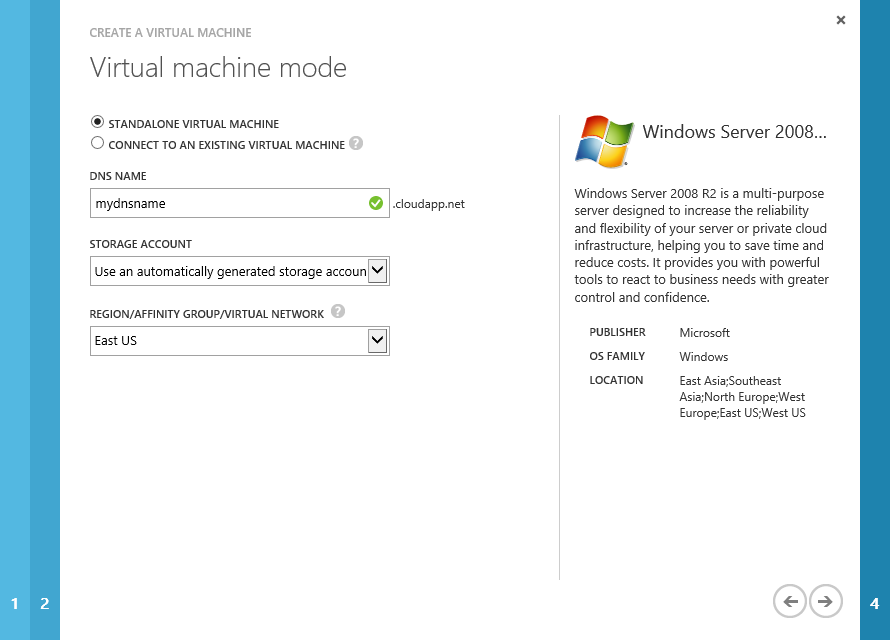 CREATE A VIRTUAL MACHINE
Virtual machine mode
STANDALONE VIRTUAL MACHINE
CONNECT TO AN EXISTING VIRTUAL MACHINE ?
DNS NAME
mydnsname .cloudapp.net
STORAGE ACCOUNT
Use an automatically generated storage accoun
REGION/AFFINITY GROUP/VIRTUAL NETWORK ?
East US
Windows Server 2008...
Windows Server 2008 R2 is a multi-purpose
server designed to increase the reliability
and flexibility of your server or private cloud
infrastructure, helping you to save time and
reduce costs. It provides you with powerful
tools to react to business needs with greater
control and confidence.
PUBLISHER Microsoft
OS FAMILY Windows
LOCATION East Asia;Southeast
Asia;North Europe;West
Europe;East US;West US
1 2 4